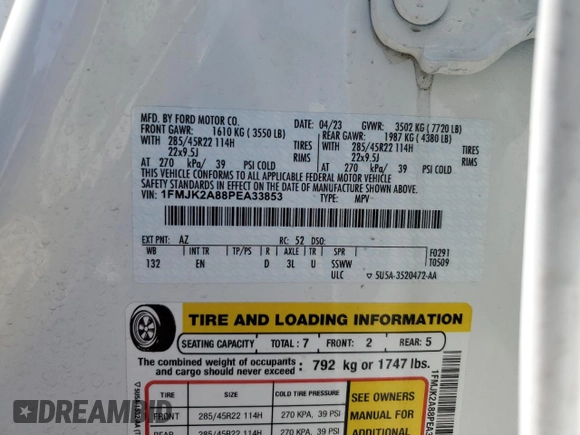 MFD. BY FORD MOTOR CO.
04/23 GVWR: 3502 KG ( 7720 LB)
FRONT GAWR: 1610 KG ( 3550 LB)
REAR GAWR: 1987 KG ( 4380 LB)
WITH 285/45R22 114H TIRES
WITH 285/45R22 114H TIRES
22x9.5J RIMS
22x9.5J RIMS
AT 270 kPa/ 39 PSI COLD
AT 270 kPa/ 39 PSI COLD
THIS VEHICLE CONFORMS TO ALL APPLICABLE FEDERAL MOTOR VEHICLE
SAFETY STANDARDS IN EFFECT ON THE DATE OF MANUFACTURE SHOWN ABOVE.
VIN: 1FMJK2A88PEA33853
TYPE: MPV
EXT PNT: AZ RC: 52 DSO: F0291
WB INT TR TP/PS R AXLE TR SPR T0509
132 EN D 3L U SSWW
ULC 5U5A-3520472-AA
TIRE AND LOADING INFORMATION
SEATING CAPACITY TOTAL: 7 FRONT: 2 REAR: 5
The combined weight of occupants
and cargo should never exceed: 792 kg or 1747 lbs.
TIRE SIZE COLD TIRE PRESSURE
FRONT 285/45R22 114H 270 KPA, 39 PSI
REAR 285/45R22 114H 270 KPA, 39 PSI
SEE OWNERS
MANUAL FOR
ADDITIONAL
1FMJK2A88PEA
DREAMBID